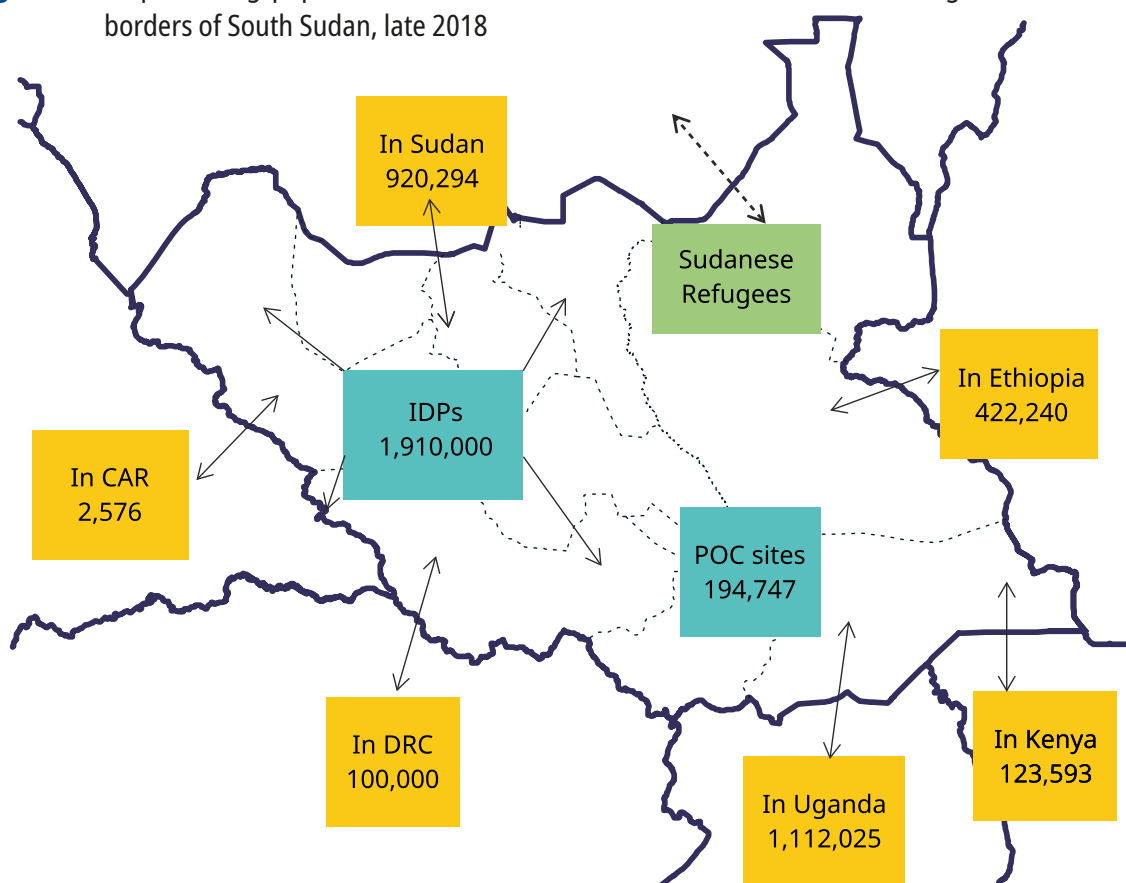 borders of South Sudan, late 2018
In Sudan
920,294
Sudanese
Refugees
In Ethiopia
422,240
IDPs
1,910,000
In CAR
2,576
POC sites
194,747
In DRC
100,000
In Kenya
123,593
In Uganda
1,112,025